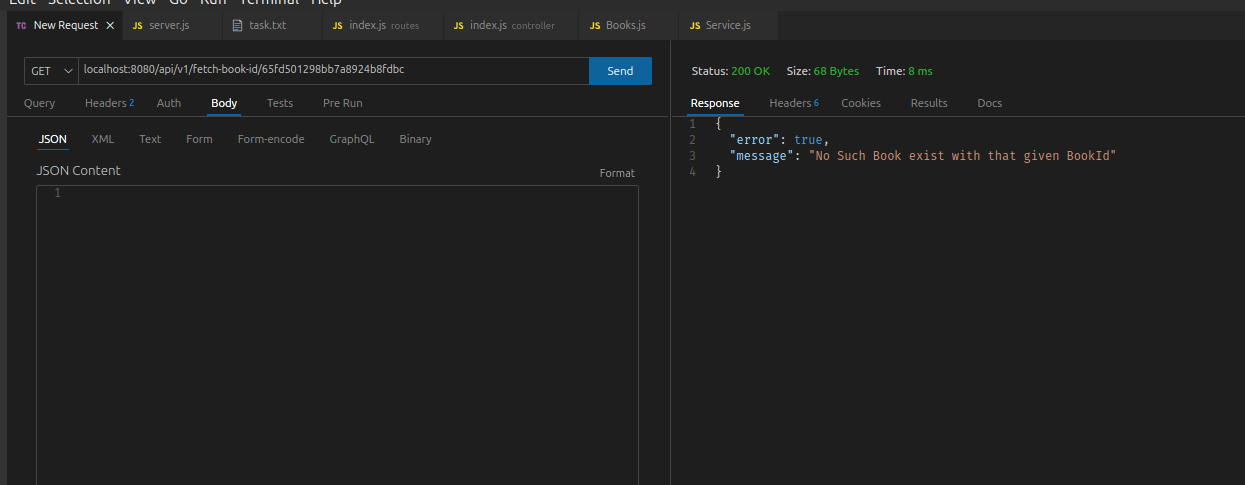 Edit Selection View Go Run Terminal Help
TC New Request × JS server.js task.txt JS index.js routes JS index.js controller JS Books.js JS Service.js
GET localhost:8080/api/v1/fetch-book-id/65fd501298bb7a8924b8fdbc Send
Status: 200 OK Size: 68 Bytes Time: 8 ms
Query Headers 2 Auth Body Tests Pre Run
Response Headers 6 Cookies Results Docs
JSON XML Text Form Form-encode GraphQL Binary
JSON Content Format
1
1 {
2 "error": true,
3 "message": "No Such Book exist with that given BookId"
4 }